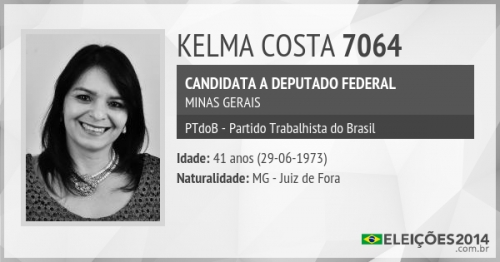 KELMA COSTA 7064
CANDIDATA A DEPUTADO FEDERAL
MINAS GERAIS
PTdoB - Partido Trabalhista do Brasil
Idade: 41 anos (29-06-1973)
Naturalidade: MG - Juiz de Fora
ELEIÇÕES2014
.com.br